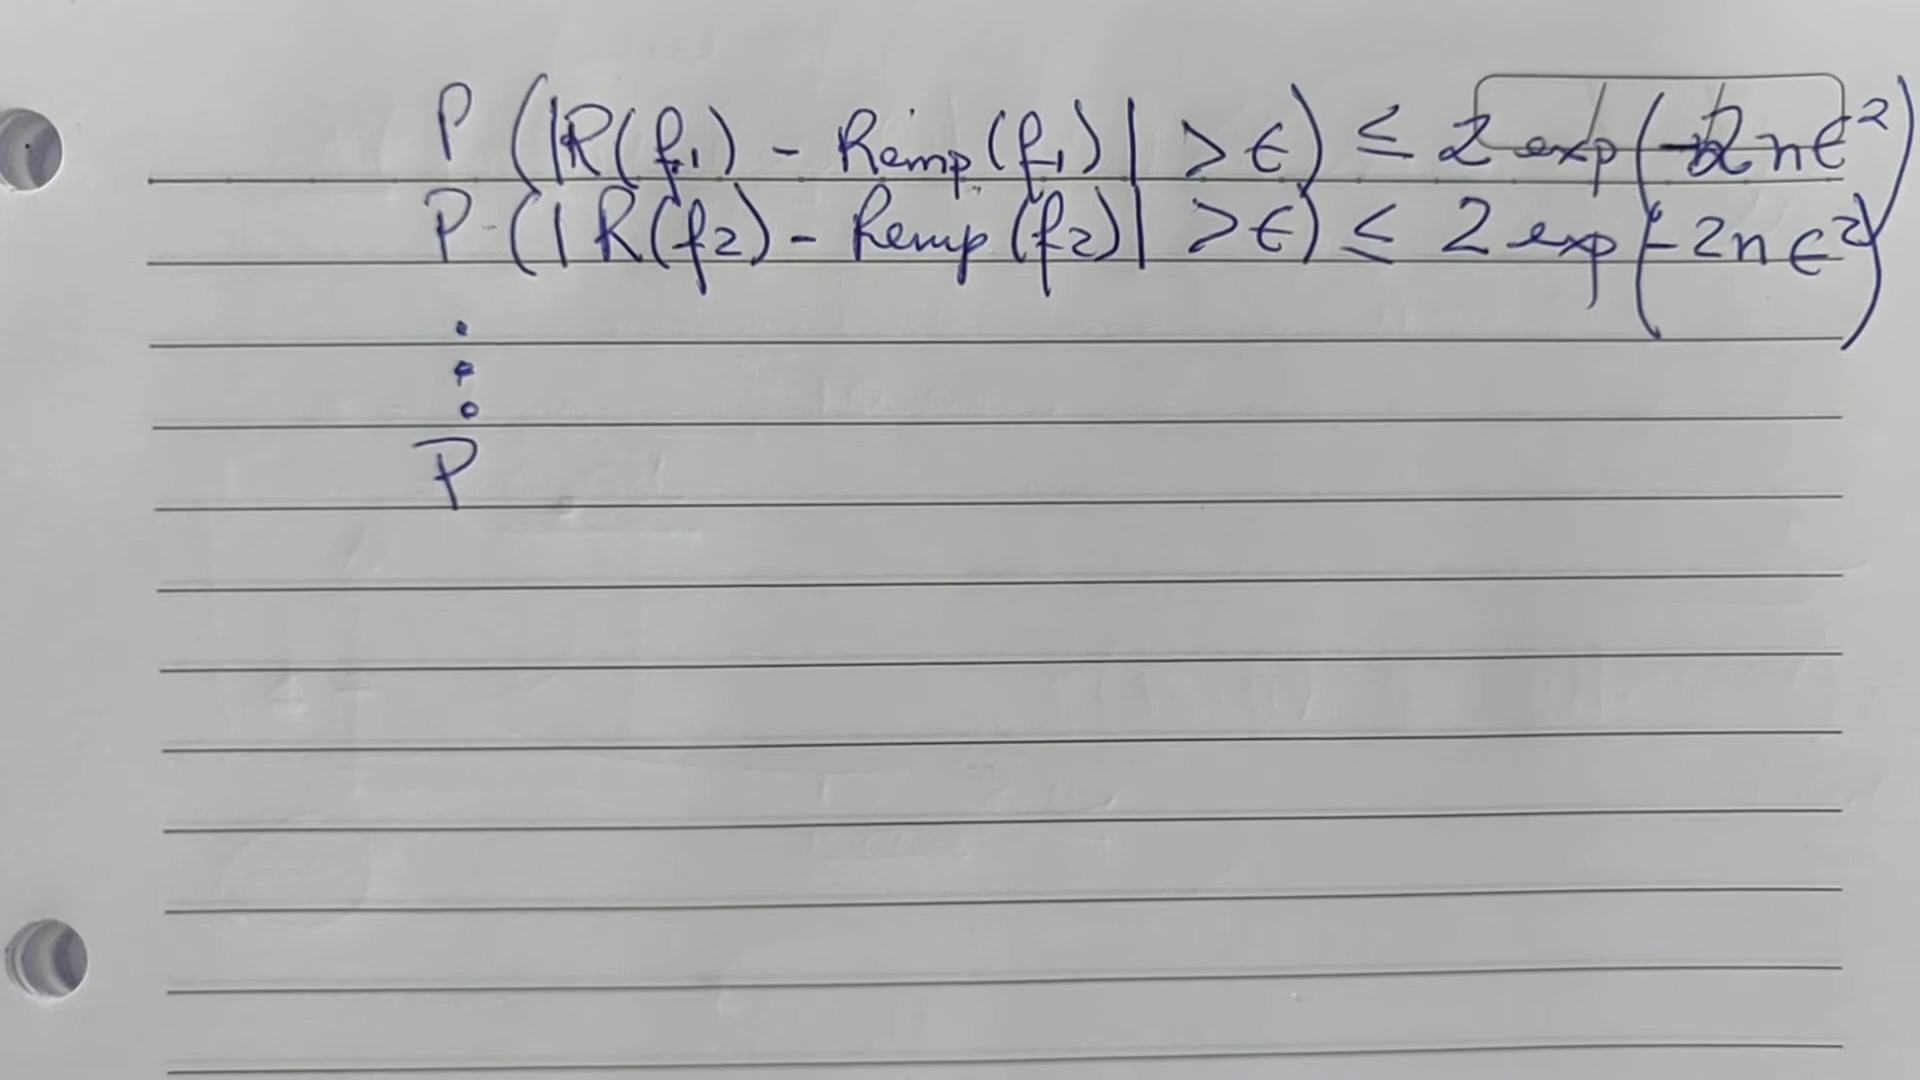 P (|R(f₁) - Remp(f₁)| > ϵ) ≤ 2 exp(-2nϵ²)
P (|R(f2) - Remp(f2)| > ϵ) ≤ 2 exp(-2nϵ²)
.
.
.
P